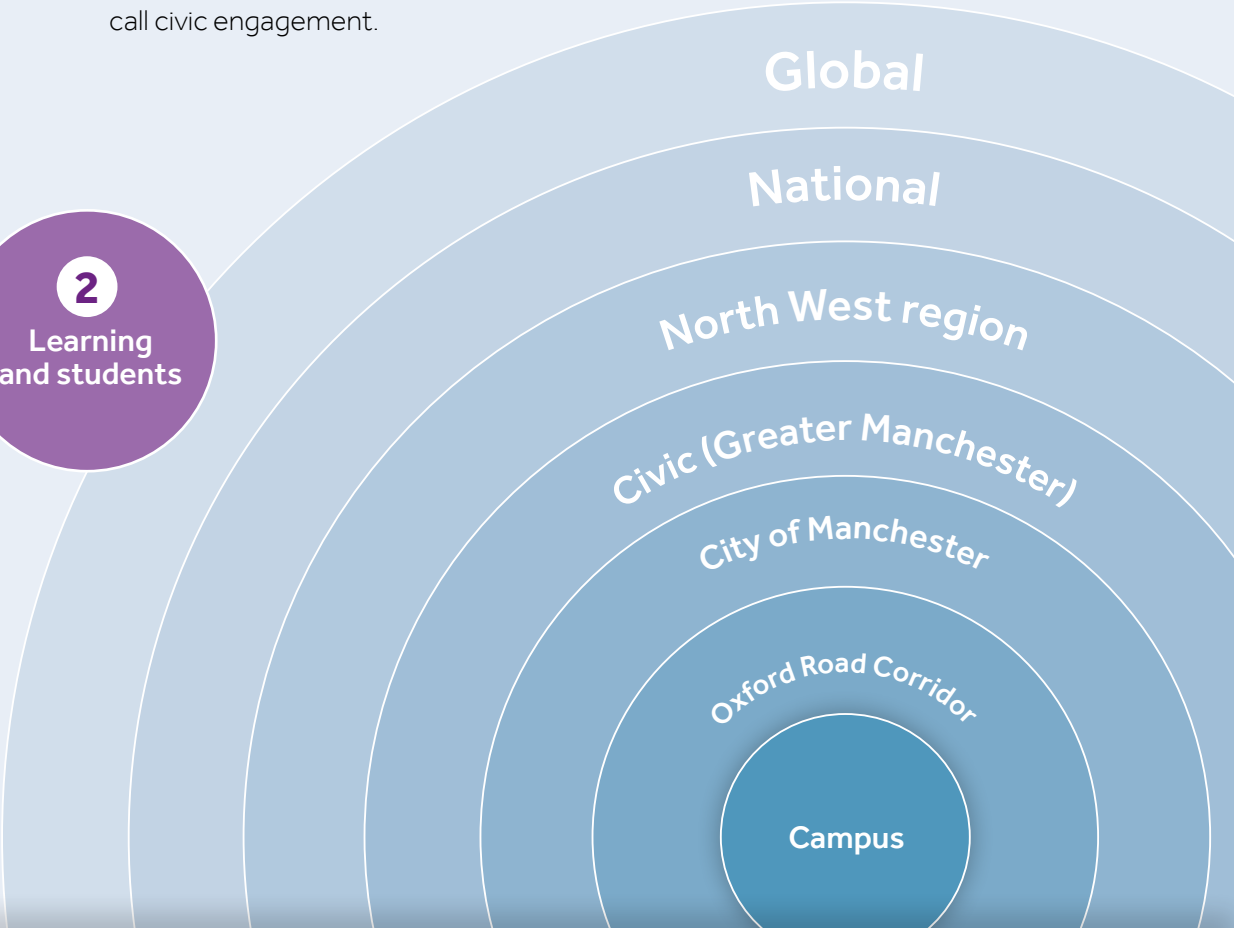 call civic engagement.
Global
National
2
Learning
and students
North West region
Civic (Greater Manchester)
City of Manchester
Oxford Road Corridor
Campus